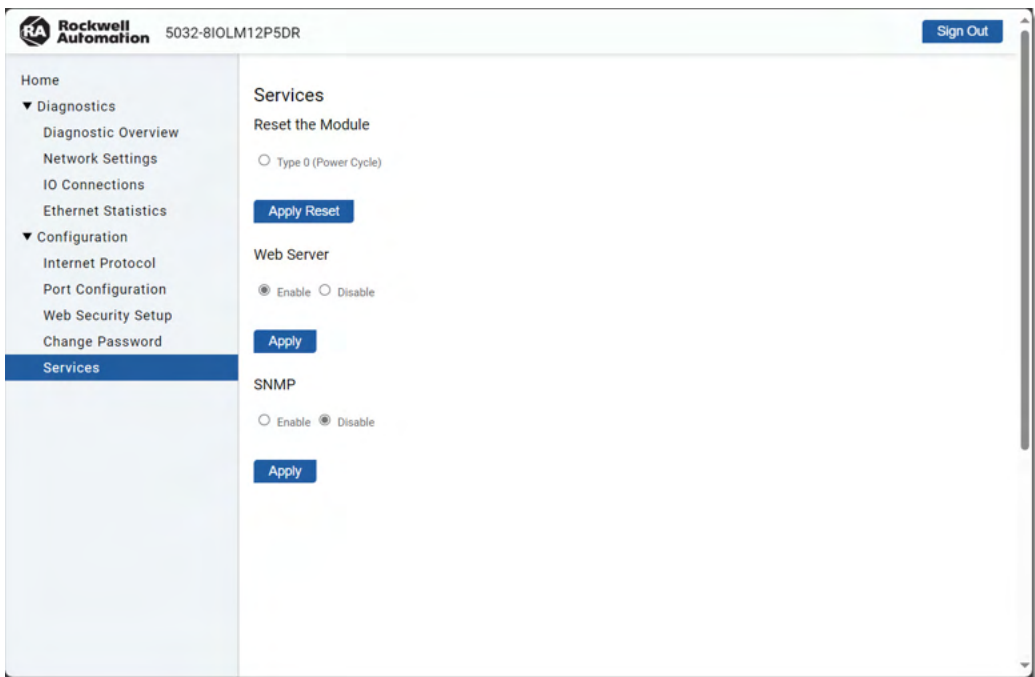 Rockwell
Automation
5032-8IOLM12P5DR
Sign Out
Home
▼ Diagnostics
Diagnostic Overview
Network Settings
IO Connections
Ethernet Statistics
▼ Configuration
Internet Protocol
Port Configuration
Web Security Setup
Change Password
Services
Services
Reset the Module
Type 0 (Power Cycle)
Apply Reset
Web Server
Enable Disable
Apply
SNMP
Enable Disable
Apply